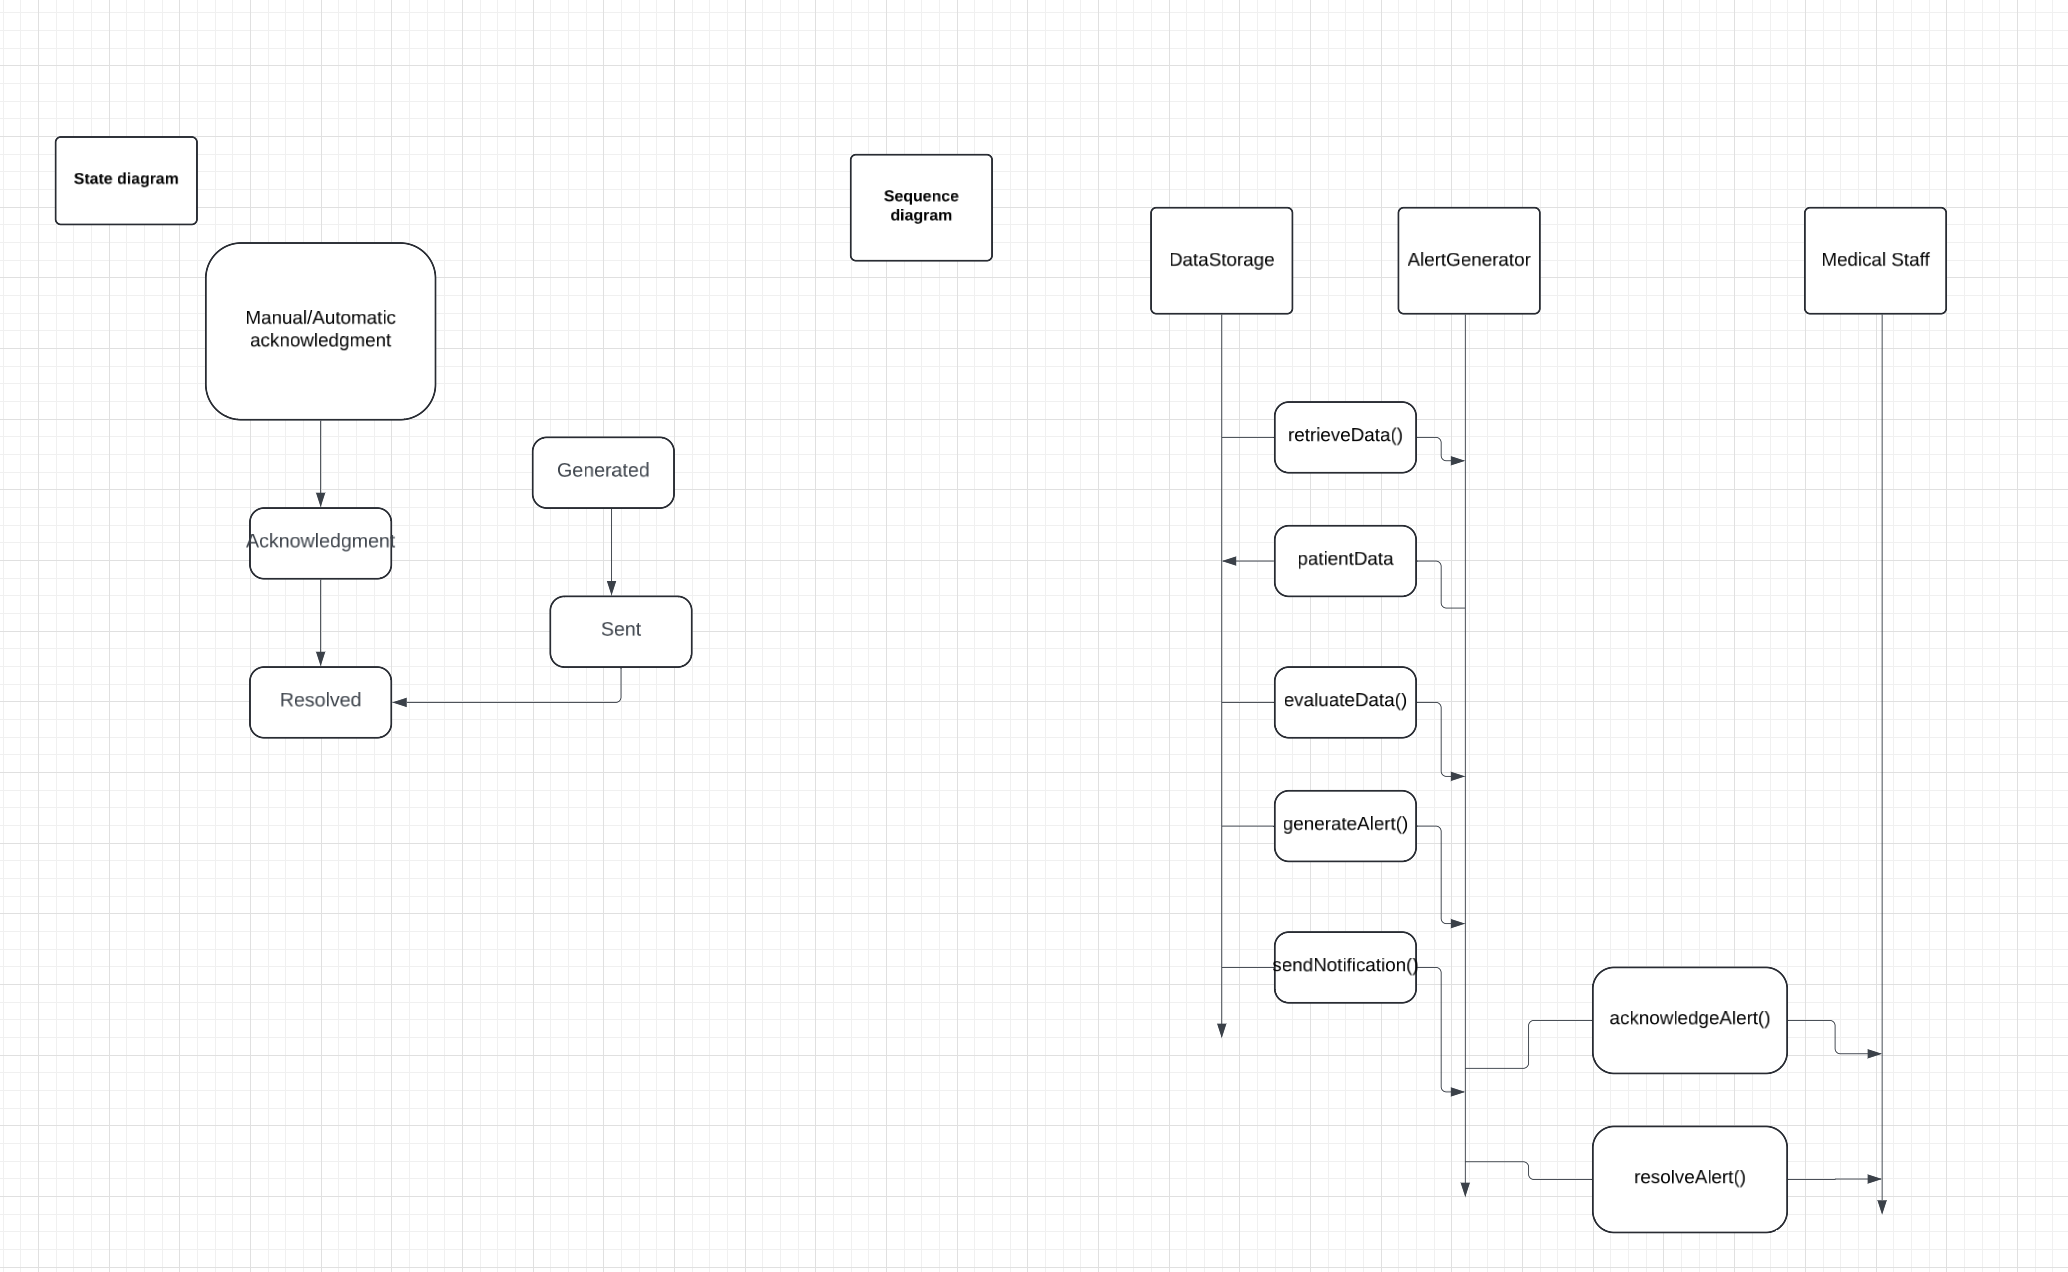 State diagram
Manual/Automatic
acknowledgment
Generated
Acknowledgment
Sent
Resolved
Sequence
diagram
DataStorage
AlertGenerator
Medical Staff
retrieveData()
patientData
evaluateData()
generateAlert()
sendNotification()
acknowledgeAlert()
resolveAlert()